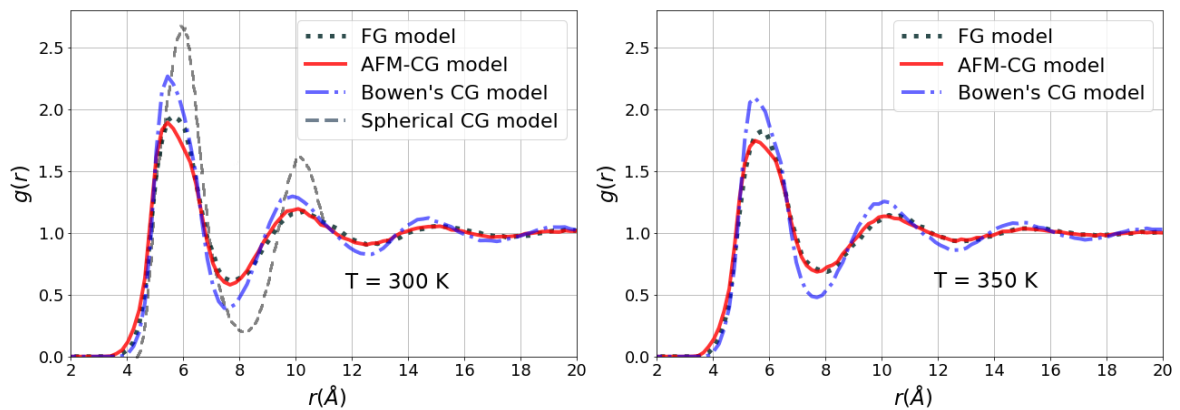 FG model
AFM-CG model
Bowen's CG model
Spherical CG model
T = 300 K
g(r)
2.5
2.0
1.5
1.0
0.5
0.0
2 4 6 8 10 12 14 16 18 20
r(Å)
FG model
AFM-CG model
Bowen's CG model
T = 350 K
g(r)
2.5
2.0
1.5
1.0
0.5
0.0
2 4 6 8 10 12 14 16 18 20
r(Å)